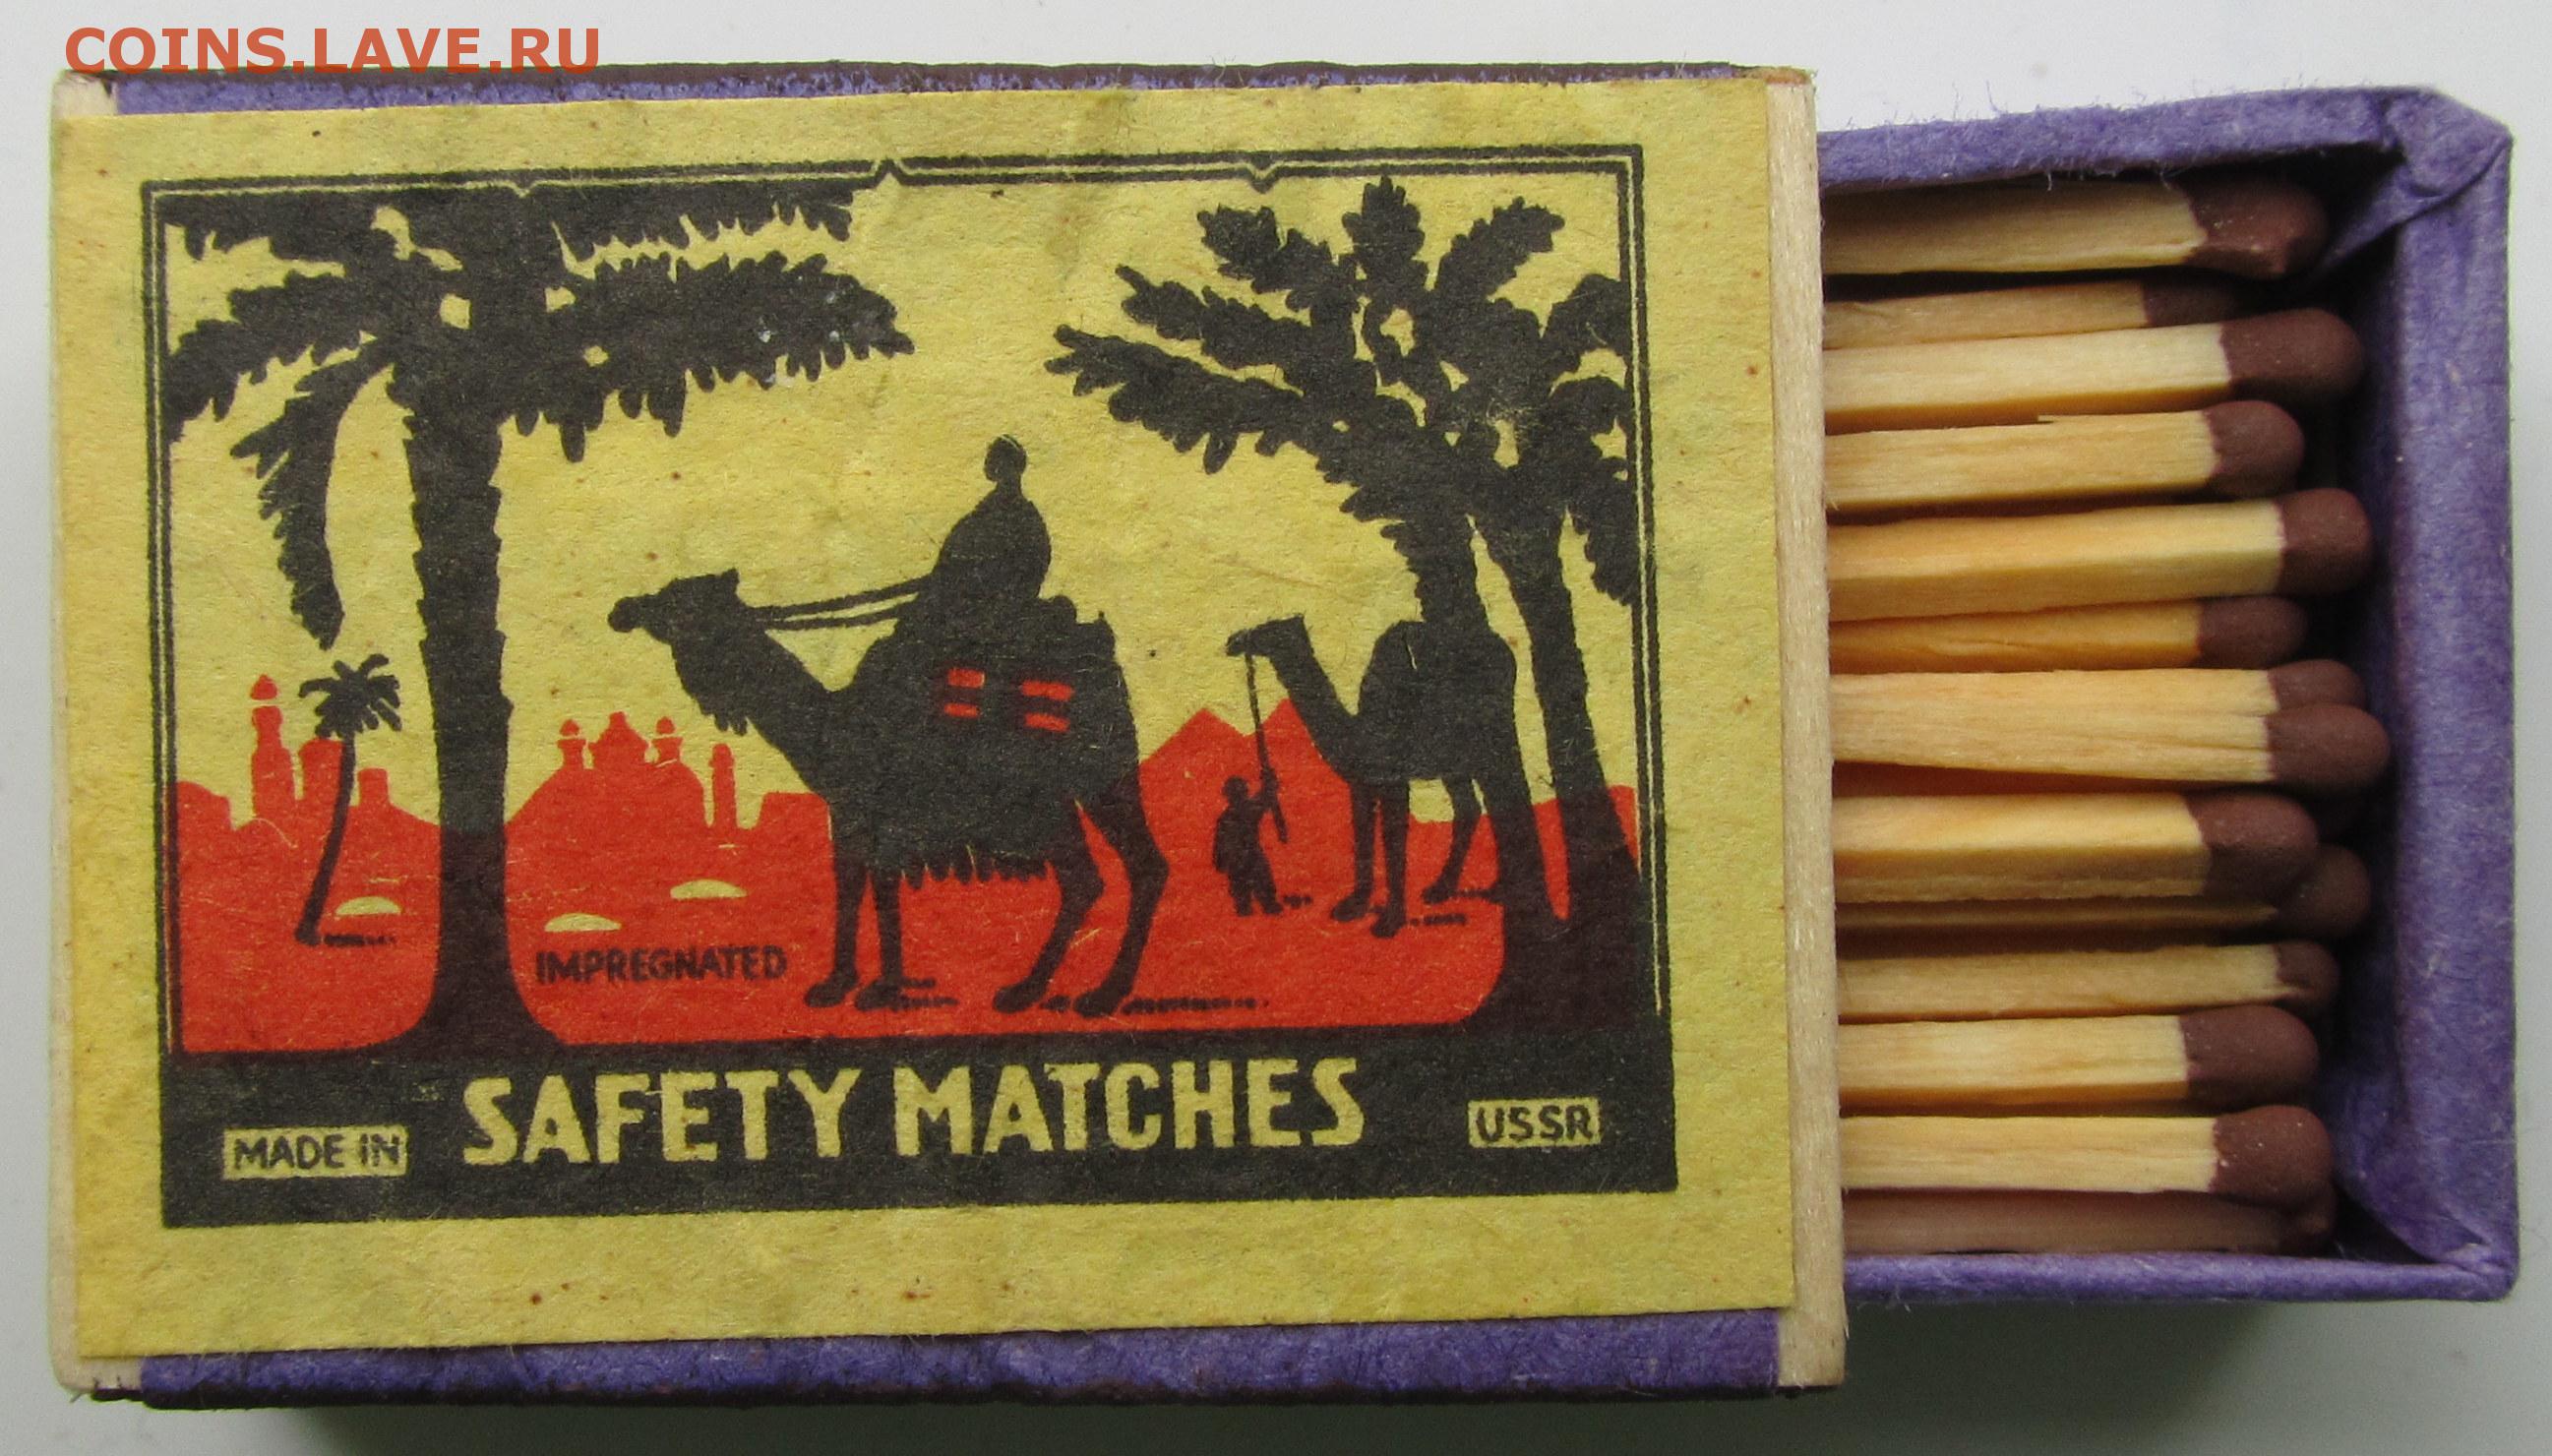 COINS.LAVE.RU
IMPREGNATED
SAFETY MATCHES
MADE IN
USSR